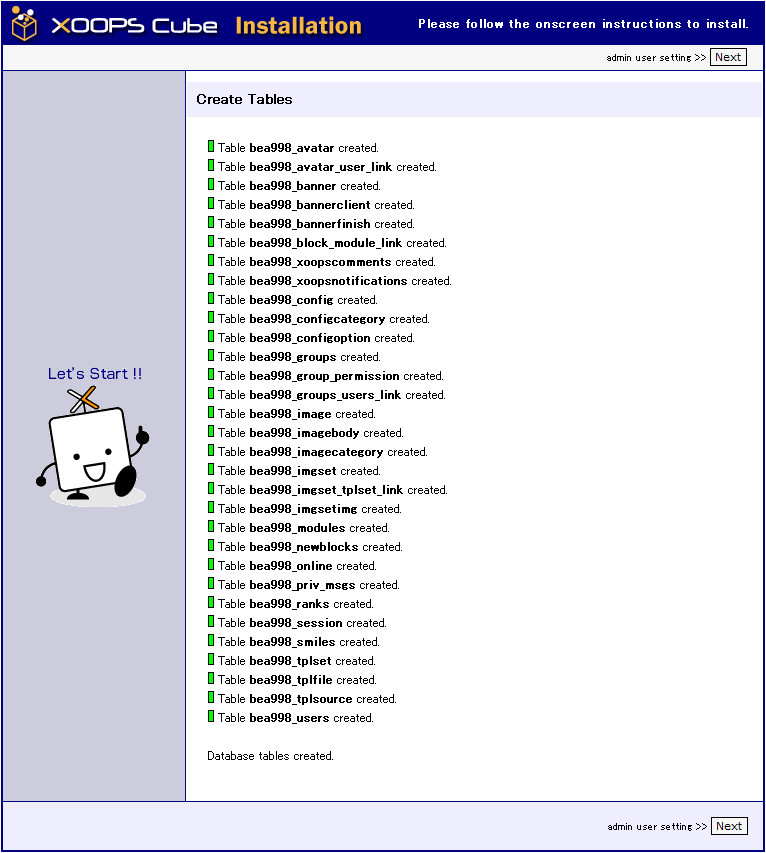 XOOPS Cube Installation Please follow the onscreen instructions to install.
admin user setting >> Next
Create Tables
Table bea998_avatar created.
Table bea998_avatar_user_link created.
Table bea998_banner created.
Table bea998_bannerclient created.
Table bea998_bannerfinish created.
Table bea998_block_module_link created.
Table bea998_xoopscomments created.
Table bea998_xoopsnotifications created.
Table bea998_config created.
Table bea998_configcategory created.
Table bea998_configoption created.
Table bea998_groups created.
Table bea998_group_permission created.
Table bea998_groups_users_link created.
Table bea998_image created.
Table bea998_imagebody created.
Table bea998_imagecategory created.
Table bea998_imgset created.
Table bea998_imgset_tplset_link created.
Table bea998_imgsetimg created.
Table bea998_modules created.
Table bea998_newblocks created.
Table bea998_online created.
Table bea998_priv_msgs created.
Table bea998_ranks created.
Table bea998_session created.
Table bea998_smiles created.
Table bea998_tplset created.
Table bea998_tplfile created.
Table bea998_tplsource created.
Table bea998_users created.
Database tables created.
Let's Start !!
admin user setting >> Next